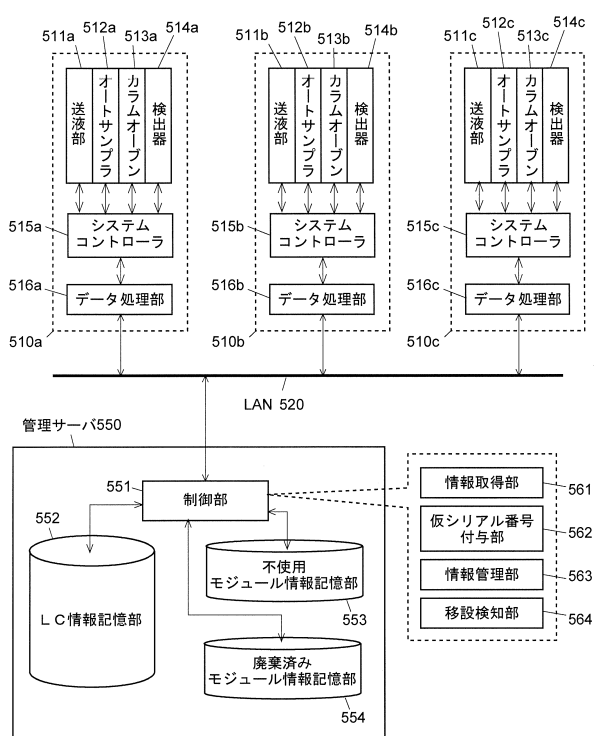 511a
512a
513a
514a
511b
512b
513b
514b
511c
512c
513c
514c
送液部
オートサンプラ
カラムオーブン
検出器
送液部
オートサンプラ
カラムオーブン
検出器
送液部
オートサンプラ
カラムオーブン
検出器
515a
システム
コントローラ
515b
システム
コントローラ
515c
システム
コントローラ
516a
データ処理部
516b
データ処理部
516c
データ処理部
510a
510b
510c
LAN 520
管理サーバ550
551
制御部
552
LC情報記憶部
不使用
モジュール情報記憶部
553
廃棄済み
モジュール情報記憶部
554
情報取得部
561
仮シリアル番号
付与部
562
情報管理部
563
移設検知部
564